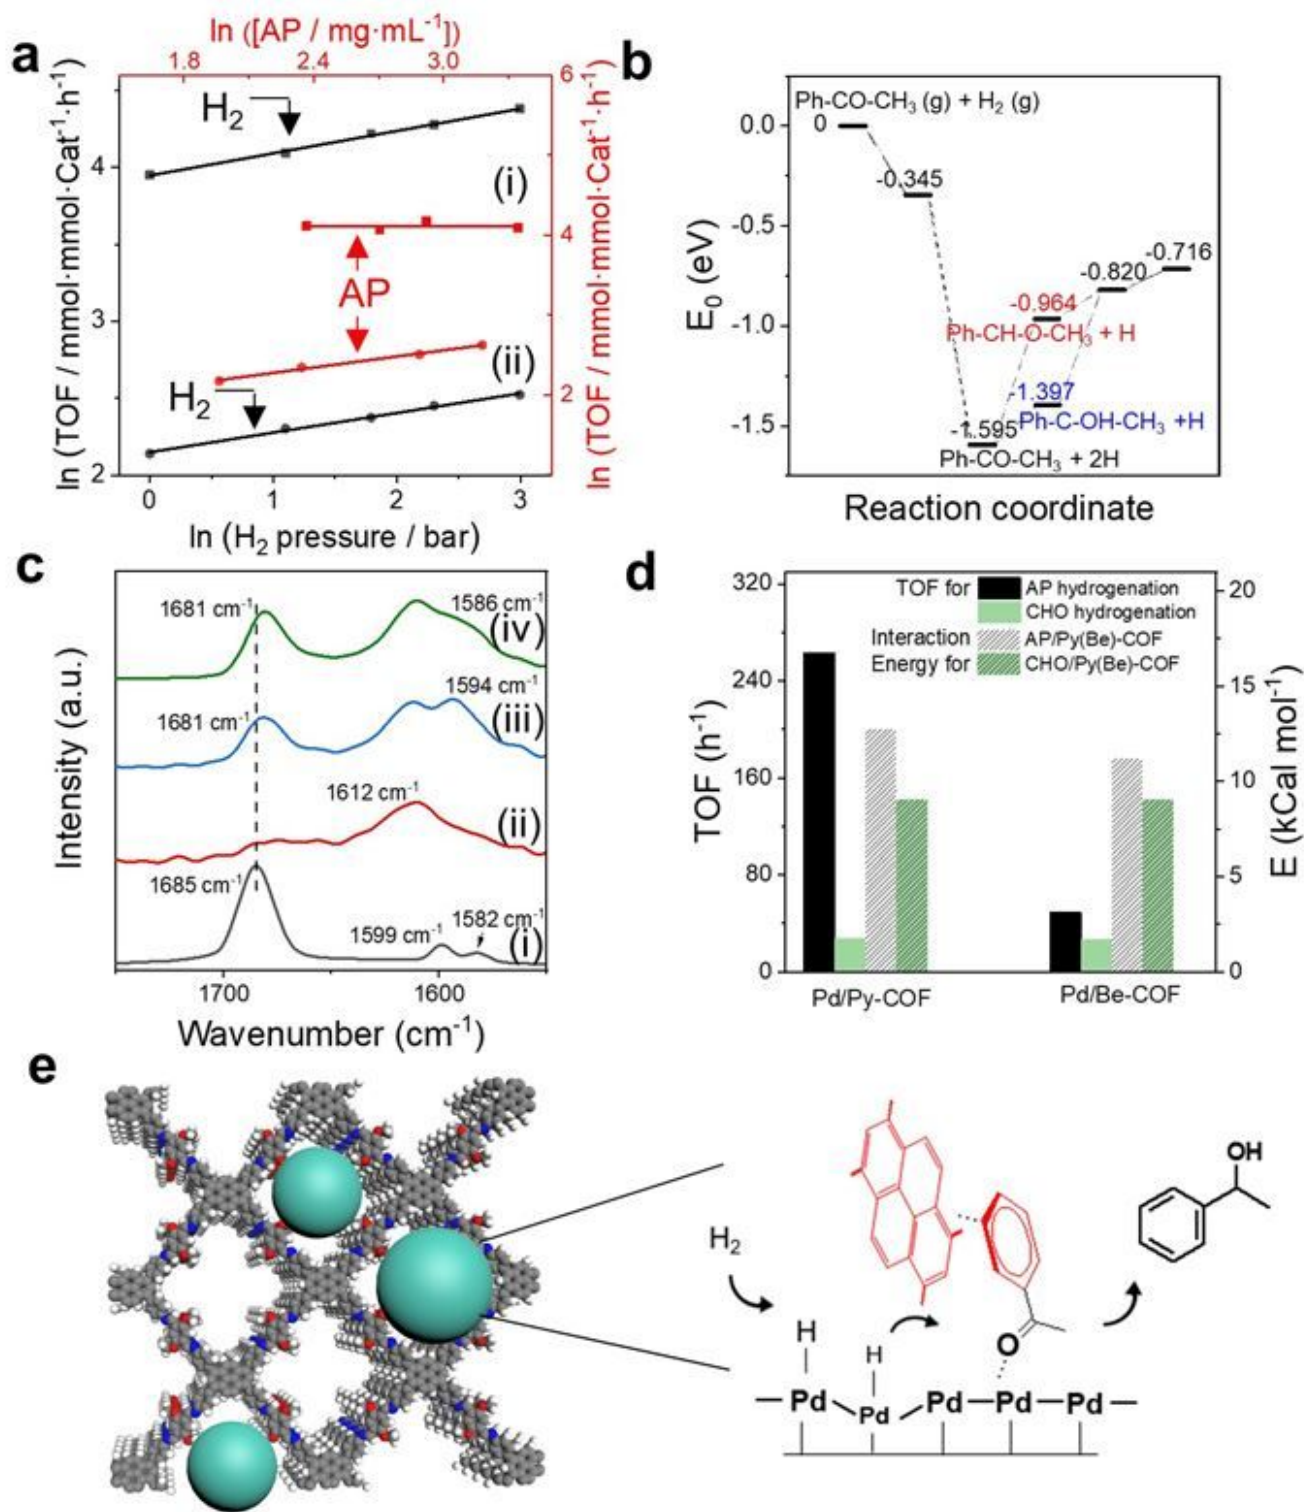 a
ln ([AP / mg·mL⁻¹])
1.8 2.4 3.0
ln (TOF / mmol·mmol·Cat⁻¹·h⁻¹)
4
3
2
H₂
(i)
AP
(ii)
H₂
6
4
2
ln (TOF / mmol·mmol·Cat⁻¹·h⁻¹)
0 1 2 3
ln (H₂ pressure / bar)
b
E₀ (eV)
0.0
-0.5
-1.0
-1.5
Ph-CO-CH₃ (g) + H₂ (g)
0
-0.345
-0.716
-0.820
-0.964
Ph-CH-O-CH₃ + H
-1.397
Ph-C-OH-CH₃ +H
-1.595
Ph-CO-CH₃ + 2H
Reaction coordinate
c
Intensity (a.u.)
1681 cm⁻¹
1586 cm⁻¹
(iv)
1594 cm⁻¹
1681 cm⁻¹
(iii)
1612 cm⁻¹
(ii)
1685 cm⁻¹
1582 cm⁻¹
1599 cm⁻¹
(i)
1700 1600
Wavenumber (cm⁻¹)
d
TOF (h⁻¹)
320
240
160
80
0
TOF for AP hydrogenation
CHO hydrogenation
Interaction AP/Py(Be)-COF
Energy for CHO/Py(Be)-COF
20
15
10
5
0
E (kCal mol⁻¹)
Pd/Py-COF Pd/Be-COF
e
H₂
OH
O
H
H
Pd Pd Pd Pd Pd